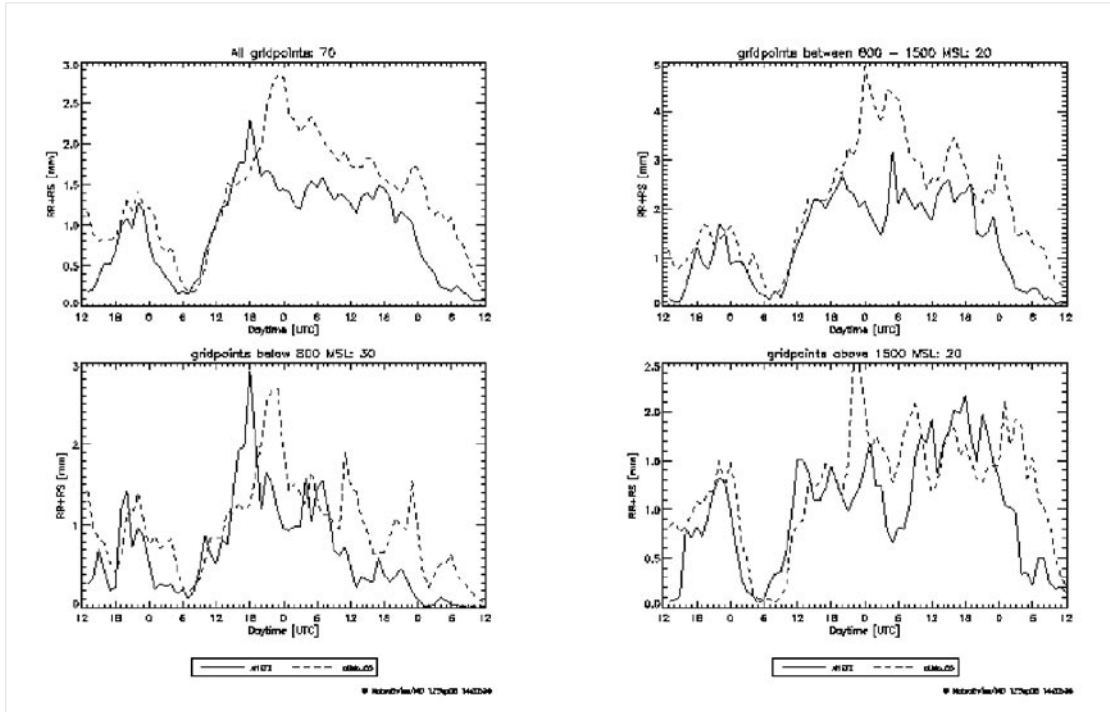 All gridpoints: 70
RR+RS [mm]
3.0
2.5
2.0
1.5
1.0
0.5
0.0
12 18 0 6 12 18 0 6 12 18 0 6 12
Daytime [UTC]
gridpoints between 800 - 1500 MSL: 20
RR+RS [mm]
5
4
3
2
1
0
12 18 0 6 12 18 0 6 12 18 0 6 12
Daytime [UTC]
gridpoints below 800 MSL: 30
RR+RS [mm]
3
2
1
0
12 18 0 6 12 18 0 6 12 18 0 6 12
Daytime [UTC]
gridpoints above 1500 MSL: 20
RR+RS [mm]
2.5
2.0
1.5
1.0
0.5
0.0
12 18 0 6 12 18 0 6 12 18 0 6 12
Daytime [UTC]